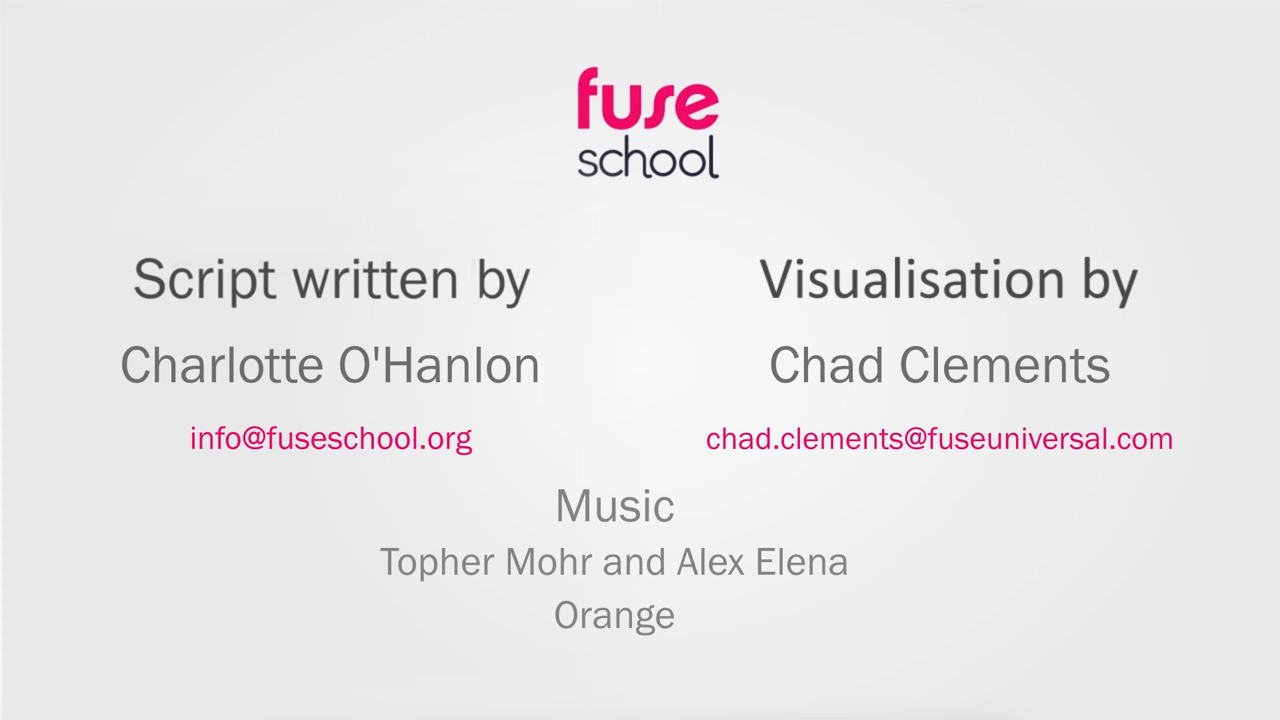 fuse
school
Script written by
Charlotte O'Hanlon
info@fuseschool.org
Visualisation by
Chad Clements
chad.clements@fuseuniversal.com
Music
Topher Mohr and Alex Elena
Orange